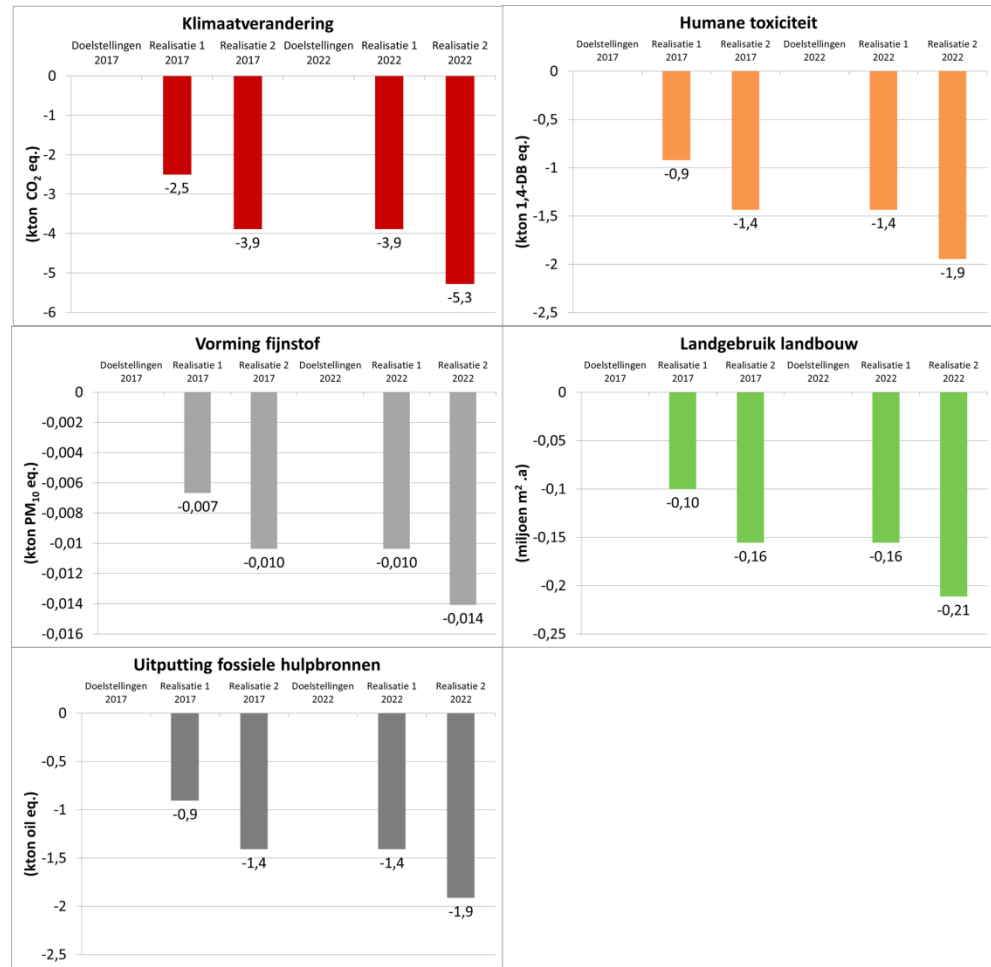 Klimaatverandering
Doelstellingen Realisatie 1 Realisatie 2 Doelstellingen Realisatie 1 Realisatie 2
2017 2017 2017 2022 2022 2022
0
-1
-2
-3
-4
-5
-6
(kton CO₂ eq.)
-2,5
-3,9
-3,9
-5,3
Humane toxiciteit
Doelstellingen Realisatie 1 Realisatie 2 Doelstellingen Realisatie 1 Realisatie 2
2017 2017 2017 2022 2022 2022
0
-0,5
-1
-1,5
-2
-2,5
(kton 1,4-DB eq.)
-0,9
-1,4
-1,4
-1,9
Vorming fijnstof
Doelstellingen Realisatie 1 Realisatie 2 Doelstellingen Realisatie 1 Realisatie 2
2017 2017 2017 2022 2022 2022
0
-0,002
-0,004
-0,006
-0,008
-0,01
-0,012
-0,014
-0,016
(kton PM₁₀ eq.)
-0,007
-0,010
-0,010
-0,014
Landgebruik landbouw
Doelstellingen Realisatie 1 Realisatie 2 Doelstellingen Realisatie 1 Realisatie 2
2017 2017 2017 2022 2022 2022
0
-0,05
-0,1
-0,15
-0,2
-0,25
(miljoen m² .a)
-0,10
-0,16
-0,16
-0,21
Uitputting fossiele hulpbronnen
Doelstellingen Realisatie 1 Realisatie 2 Doelstellingen Realisatie 1 Realisatie 2
2017 2017 2017 2022 2022 2022
0
-0,5
-1
-1,5
-2
-2,5
(kton oil eq.)
-0,9
-1,4
-1,4
-1,9